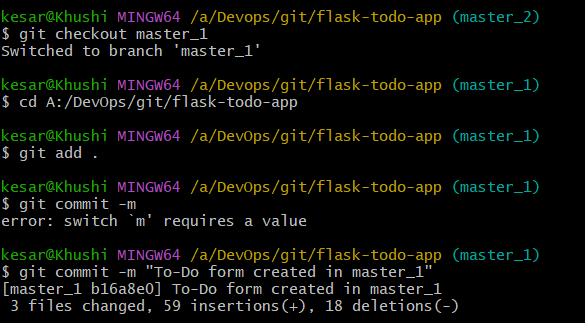 kesar@Khushi MINGW64 /a/Devops/git/flask-todo-app (master_2)
$ git checkout master_1
Switched to branch 'master_1'
kesar@Khushi MINGW64 /a/DevOps/git/flask-todo-app (master_1)
$ cd A:/DevOps/git/flask-todo-app
kesar@Khushi MINGW64 /a/DevOps/git/flask-todo-app (master_1)
$ git add .
kesar@Khushi MINGW64 /a/DevOps/git/flask-todo-app (master_1)
$ git commit -m
error: switch `m' requires a value
kesar@Khushi MINGW64 /a/DevOps/git/flask-todo-app (master_1)
$ git commit -m "To-Do form created in master_1"
[master_1 b16a8e0] To-Do form created in master_1
 3 files changed, 59 insertions(+), 18 deletions(-)